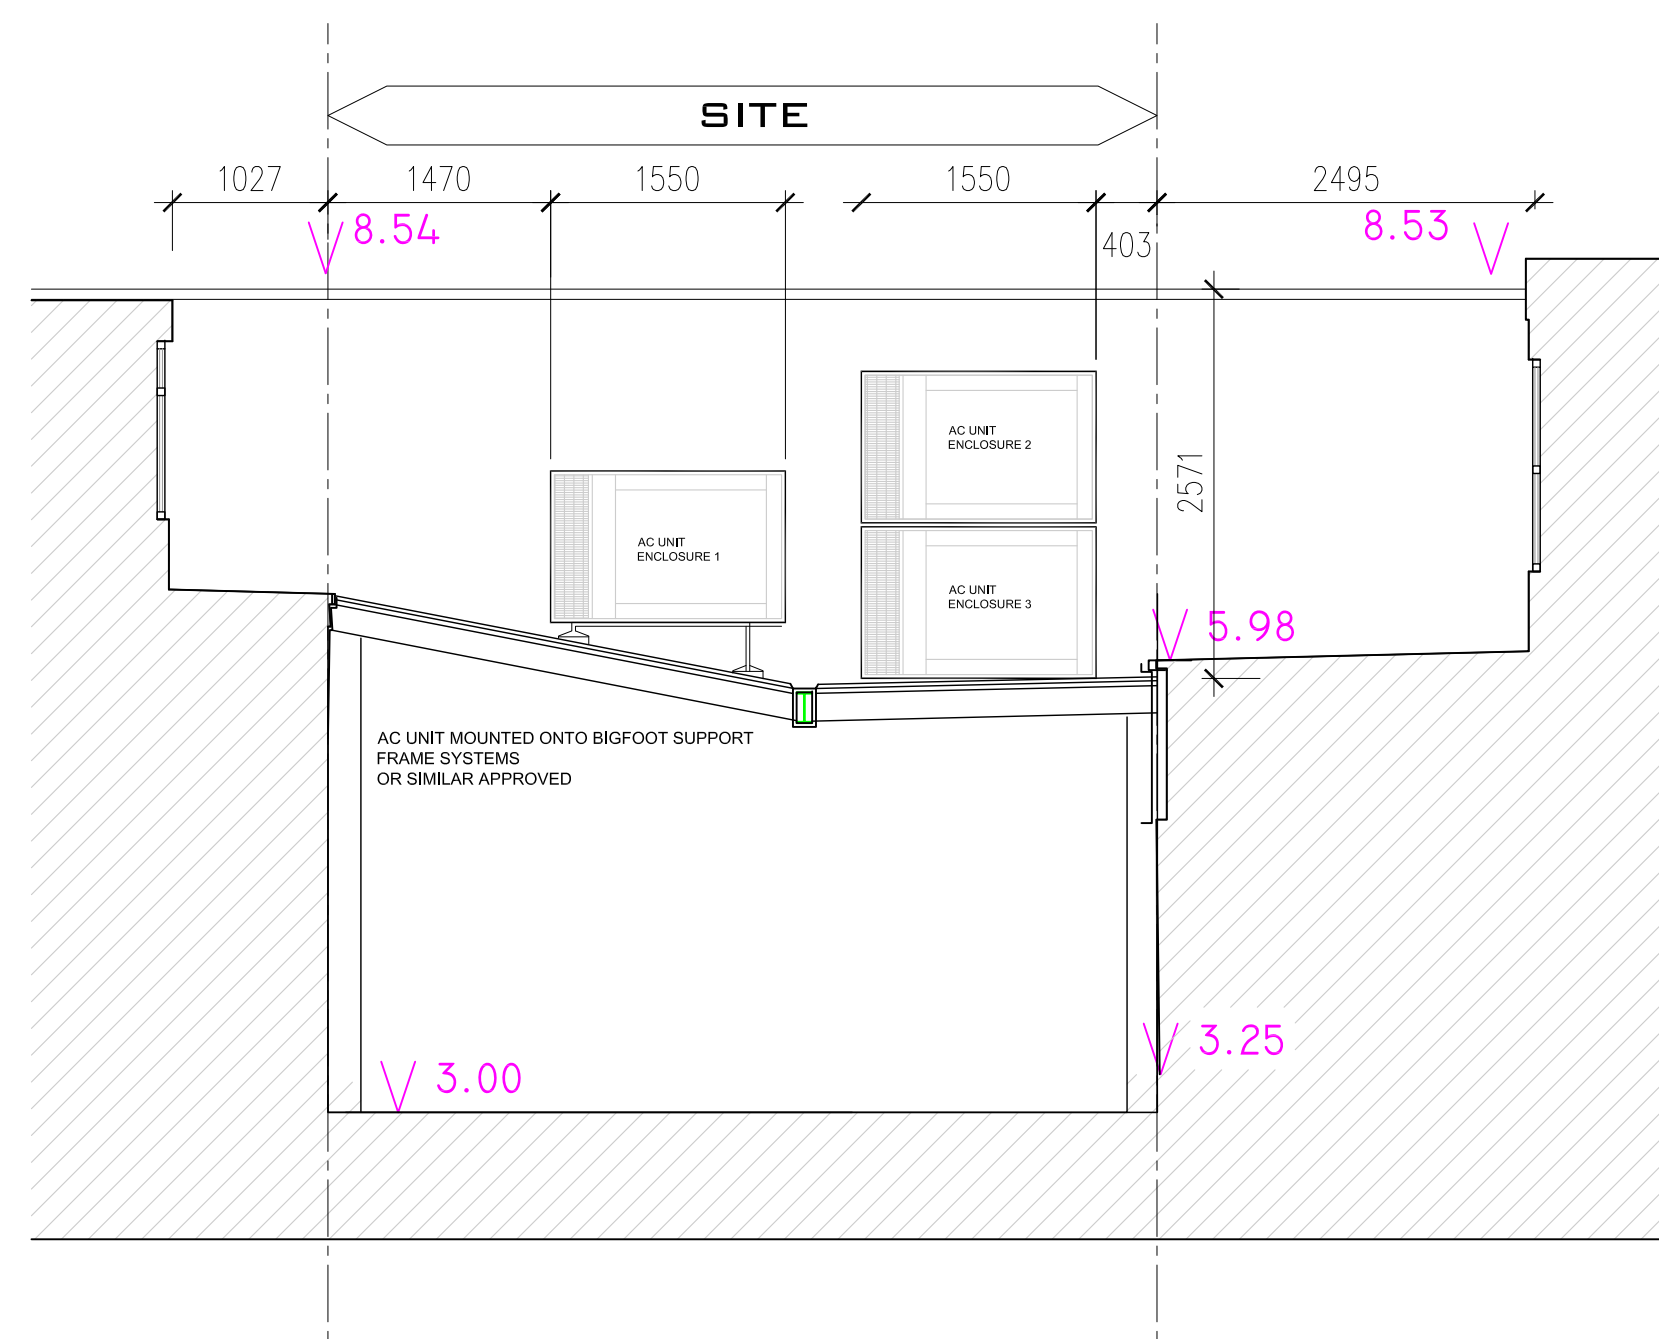 SITE
1027
1470
1550
1550
2495
8.54
8.53
403
AC UNIT
ENCLOSURE 2
2571
AC UNIT
ENCLOSURE 1
AC UNIT
ENCLOSURE 3
5.98
AC UNIT MOUNTED ONTO BIGFOOT SUPPORT
FRAME SYSTEMS
OR SIMILAR APPROVED
3.25
3.00